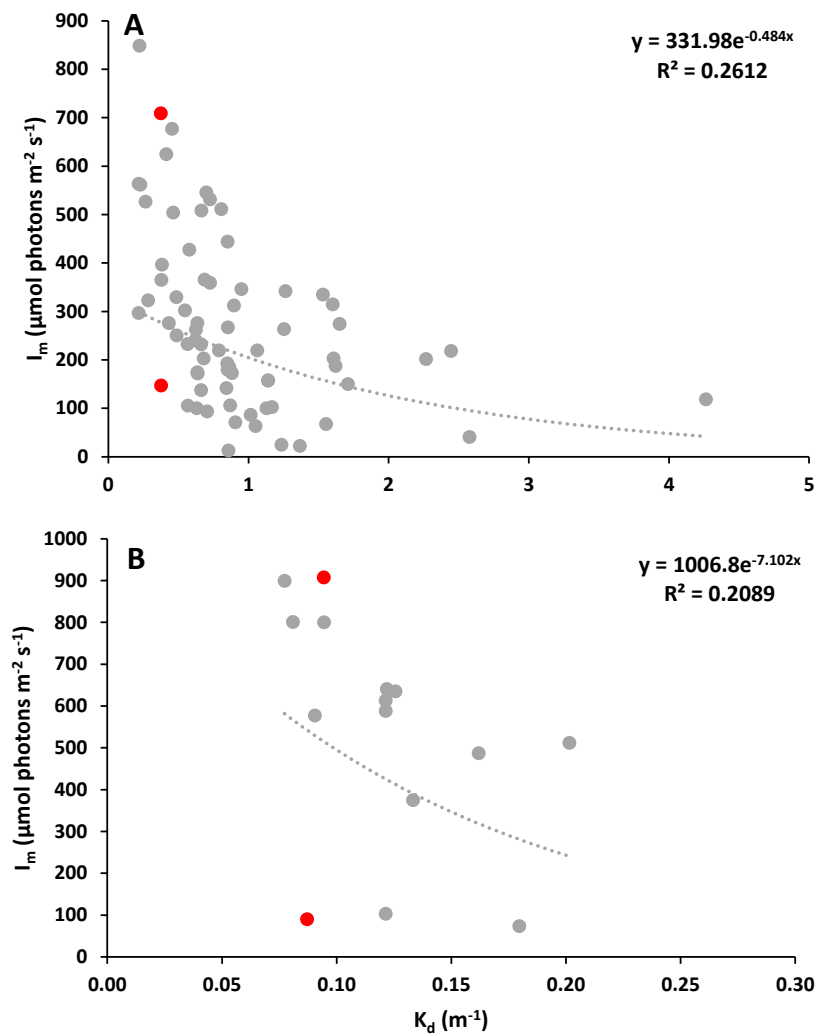 A
y = 331.98e^-0.484x
R² = 0.2612
900
800
700
600
500
400
300
200
100
0
I_m (µmol photons m^-2 s^-1)
0 1 2 3 4 5
B
y = 1006.8e^-7.102x
R² = 0.2089
1000
900
800
700
600
500
400
300
200
100
0
I_m (µmol photons m^-2 s^-1)
0.00 0.05 0.10 0.15 0.20 0.25 0.30
K_d (m^-1)